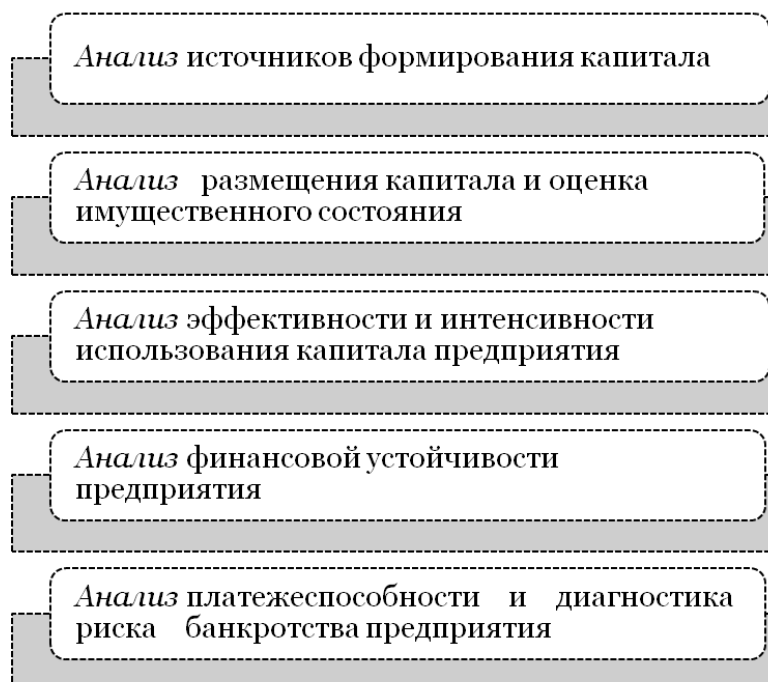 Анализ источников формирования капитала
Анализ размещения капитала и оценка
имущественного состояния
Анализ эффективности и интенсивности
использования капитала предприятия
Анализ финансовой устойчивости
предприятия
Анализ платежеспособности и диагностика
риска банкротства предприятия